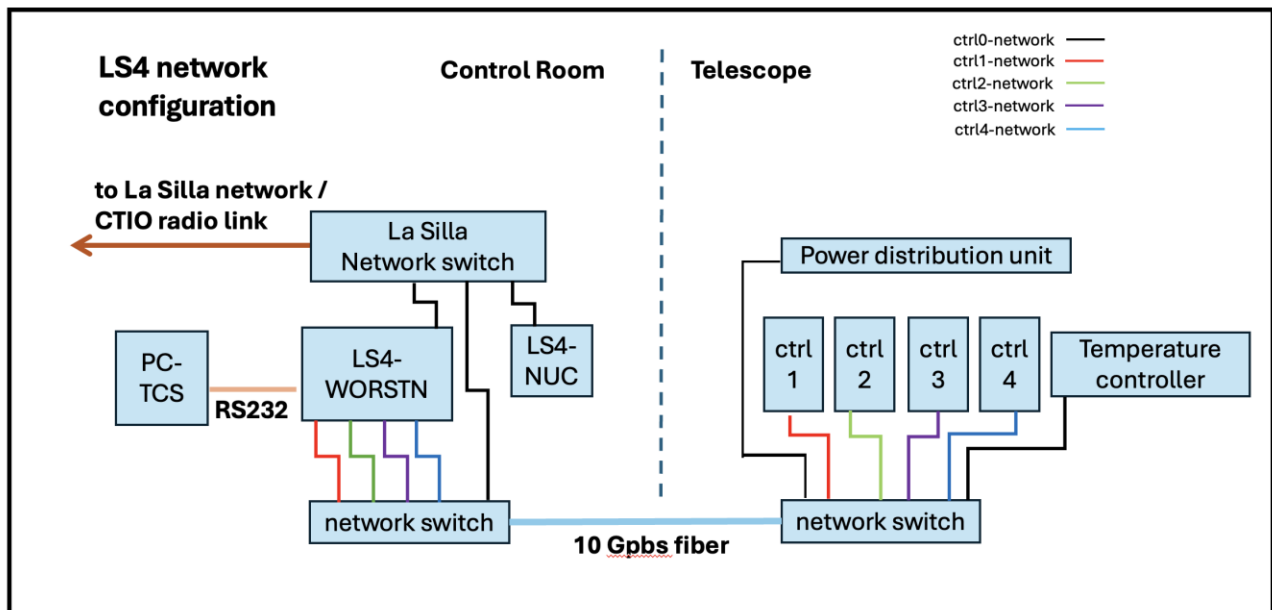 LS4 network
configuration
Control Room
Telescope
ctrl0-network
ctrl1-network
ctrl2-network
ctrl3-network
ctrl4-network
to La Silla network /
CTIO radio link
La Silla
Network switch
Power distribution unit
PC-
TCS
RS232
LS4-
WORSTN
LS4-
NUC
ctrl
1
ctrl
2
ctrl
3
ctrl
4
Temperature
controller
network switch
10 Gpbs fiber
network switch